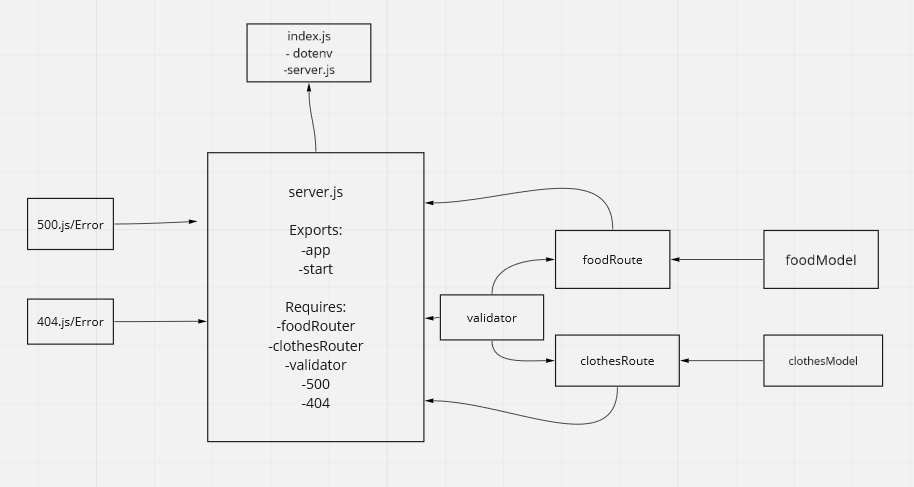 index.js
- dotenv
-server.js
server.js
Exports:
-app
-start
Requires:
-foodRouter
-clothesRouter
-validator
-500
-404
500.js/Error
404.js/Error
validator
foodRoute
foodModel
clothesRoute
clothesModel